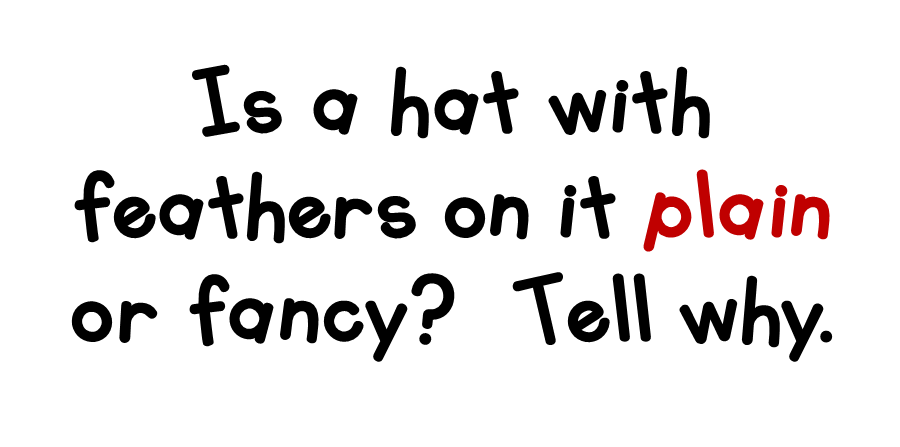 Is a hat with
feathers on it plain
or fancy?  Tell why.